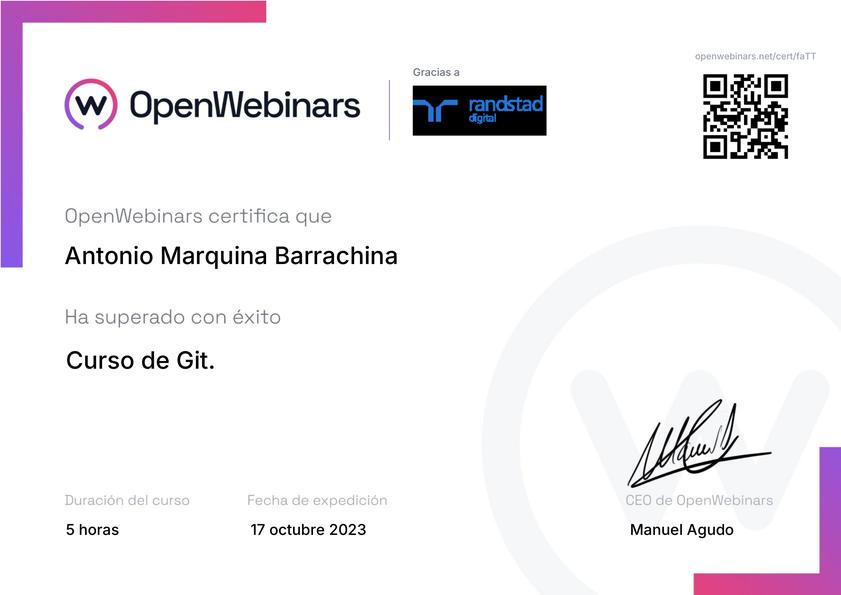 openwebinars.net/cert/faTT
Gracias a
OpenWebinars
randstad
digital
OpenWebinars certifica que
Antonio Marquina Barrachina
Ha superado con éxito
Curso de Git.
Duración del curso
Fecha de expedición
CEO de OpenWebinars
5 horas
17 octubre 2023
Manuel Agudo